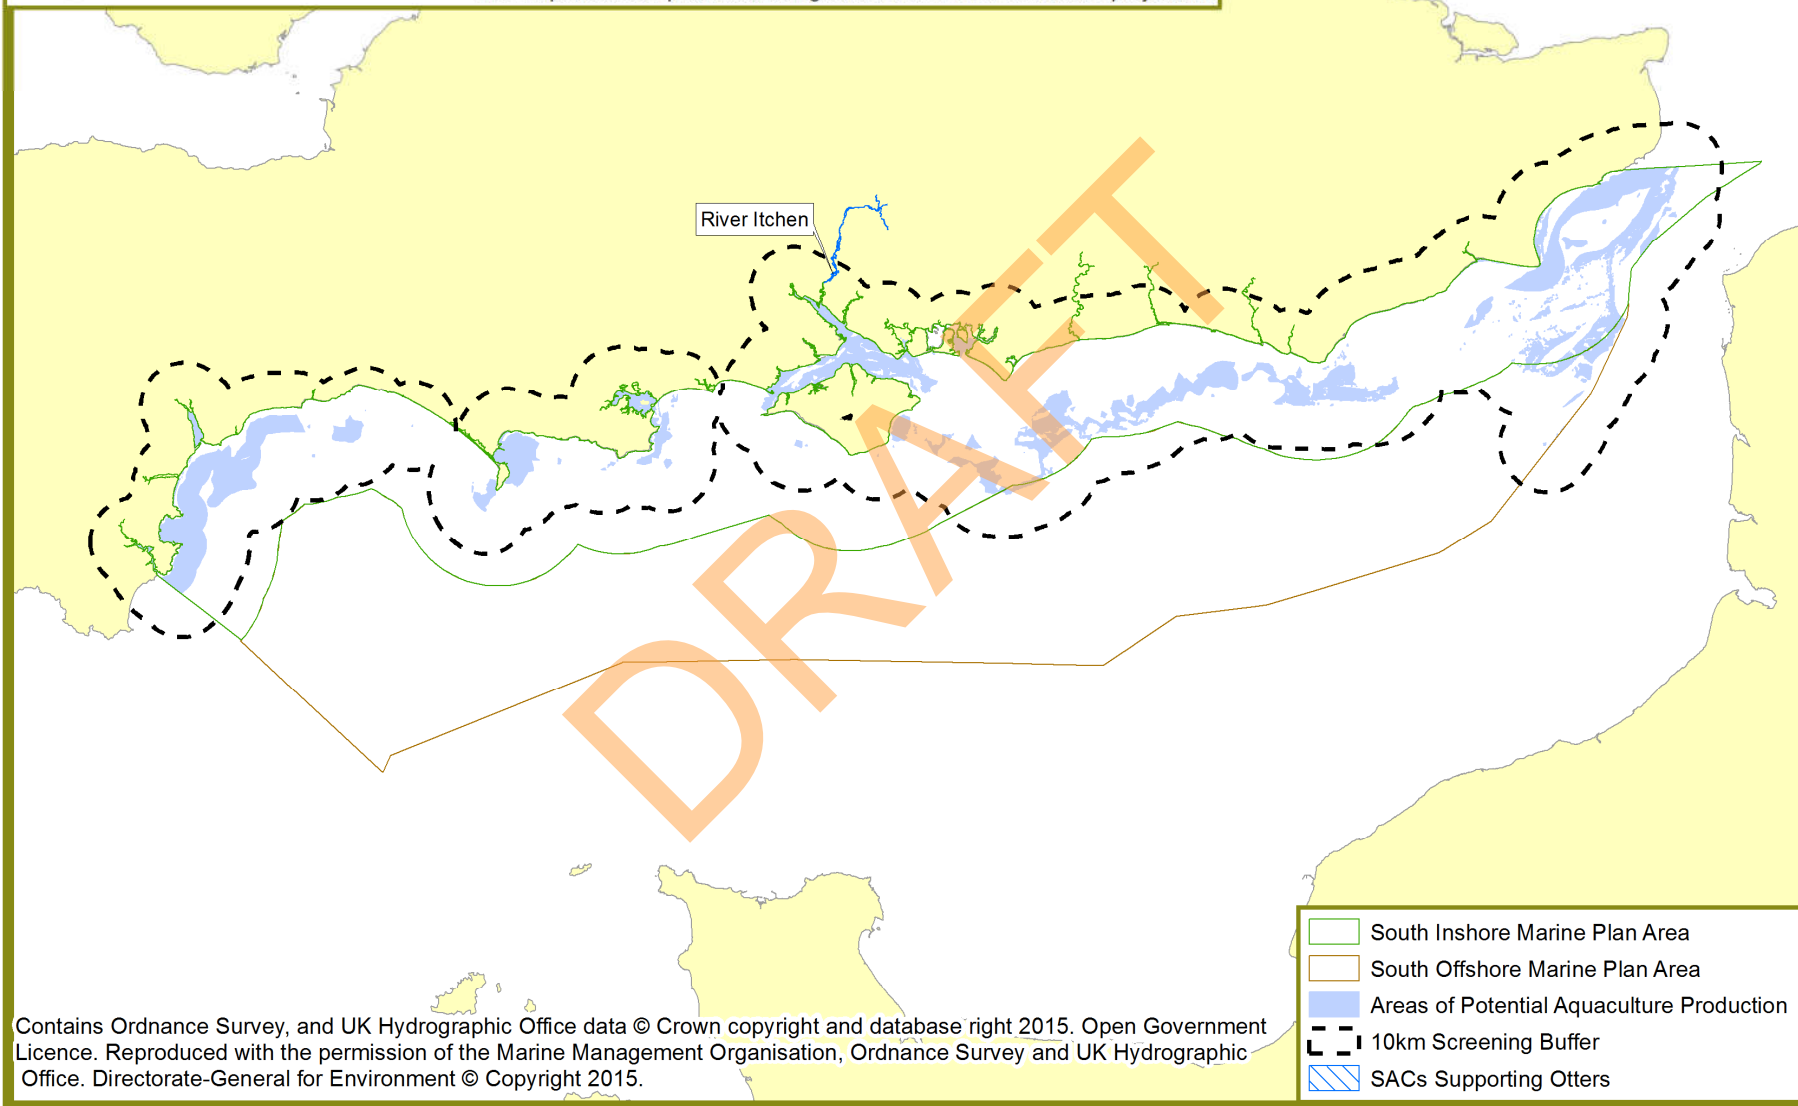 River Itchen
DRAFT
South Inshore Marine Plan Area
South Offshore Marine Plan Area
Areas of Potential Aquaculture Production
10km Screening Buffer
SACs Supporting Otters
Contains Ordnance Survey, and UK Hydrographic Office data © Crown copyright and database right 2015. Open Government
Licence. Reproduced with the permission of the Marine Management Organisation, Ordnance Survey and UK Hydrographic
Office. Directorate-General for Environment © Copyright 2015.